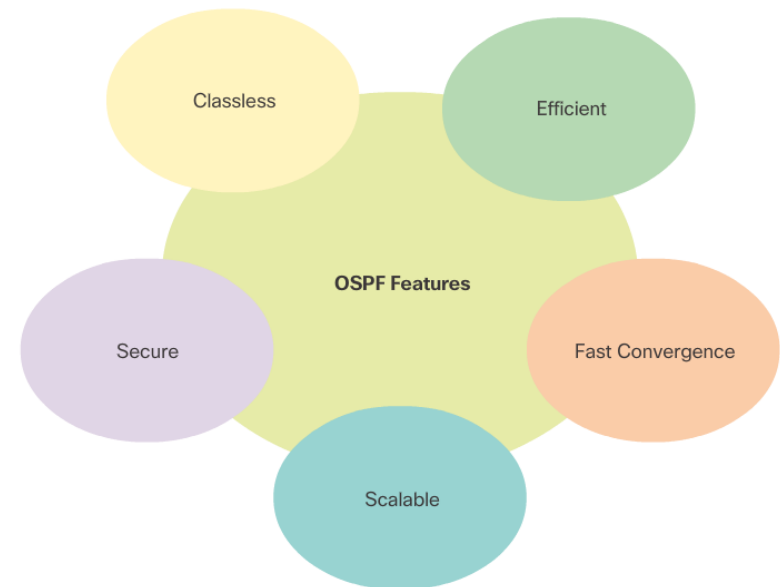 Classless
Efficient
OSPF Features
Secure
Fast Convergence
Scalable